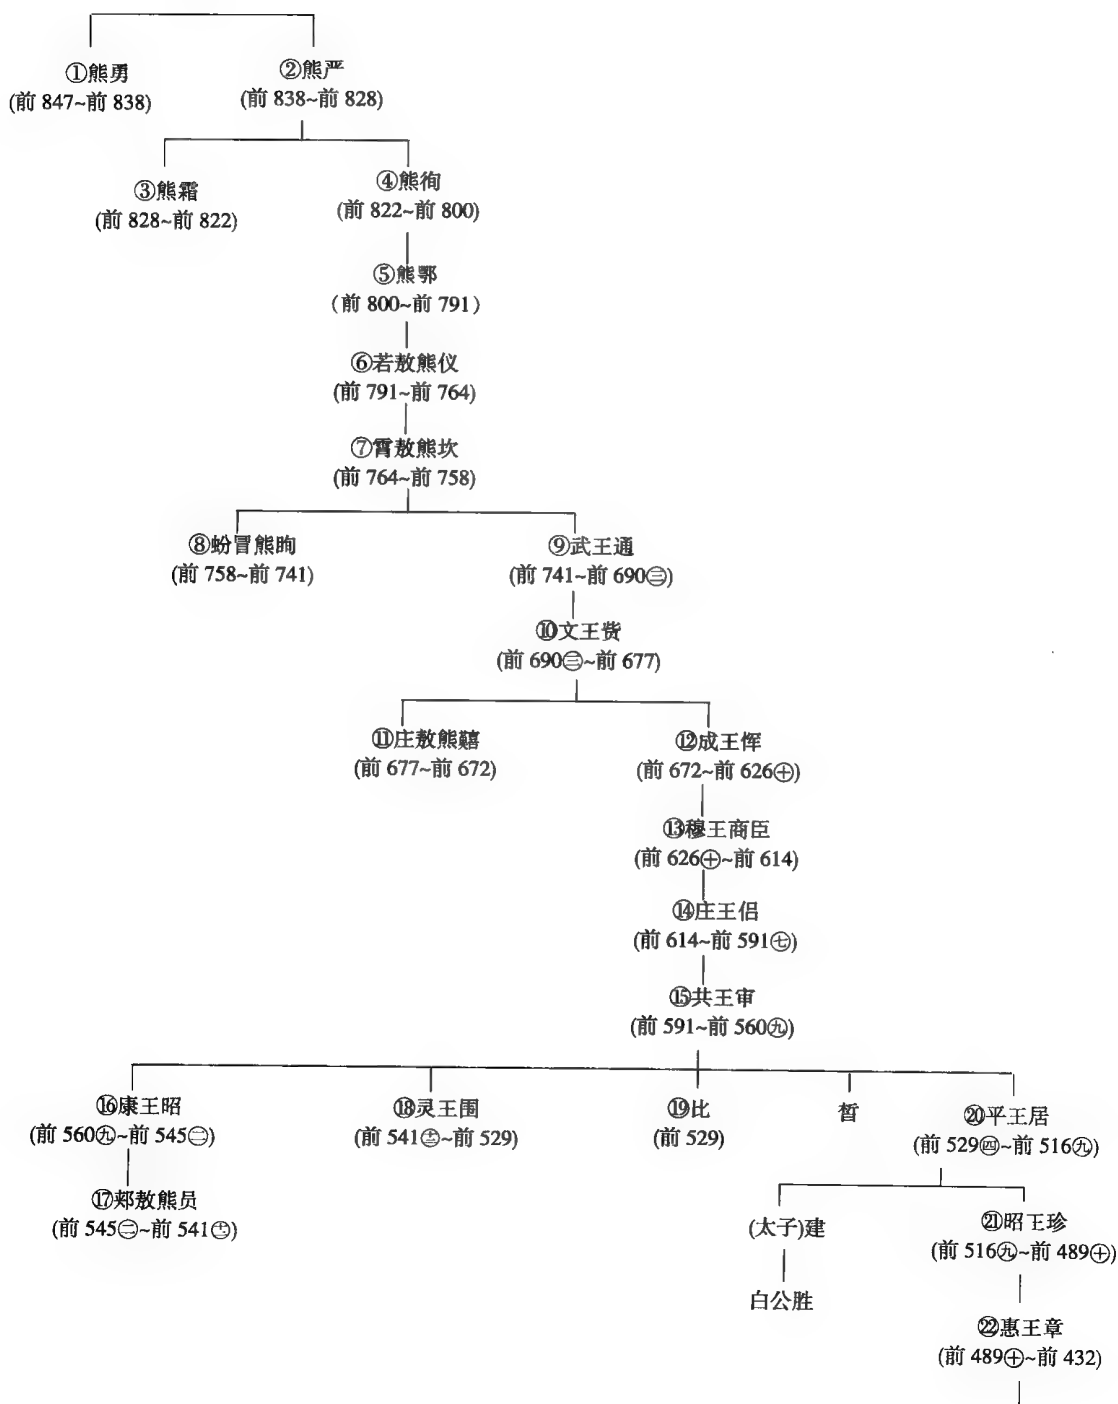 ①熊勇
(前 847~前 838)
②熊严
(前 838~前 828)
③熊霜
(前 828~前 822)
④熊徇
(前 822~前 800)
⑤熊鄂
(前 800~前 791)
⑥若敖熊仪
(前 791~前 764)
⑦霄敖熊坎
(前 764~前 758)
⑧蚡冒熊眴
(前 758~前 741)
⑨武王通
(前 741~前 690㊂)
⑩文王赀
(前 690㊂~前 677)
⑪庄敖熊囏
(前 677~前 672)
⑫成王恽
(前 672~前 626㊉)
⑬穆王商臣
(前 626㊉~前 614)
⑭庄王侣
(前 614~前 591㊆)
⑮共王审
(前 591~前 560㊈)
⑯康王昭
(前 560㊈~前 545㊁)
⑱灵王围
(前 541~前 529)
⑲比
(前 529)
晳
⑳平王居
(前 529㊃~前 516㊈)
⑰郏敖熊员
(前 545㊁~前 541)
(太子)建
㉑昭王珍
(前 516㊈~前 489㊉)
白公胜
㉒惠王章
(前 489㊉~前 432)